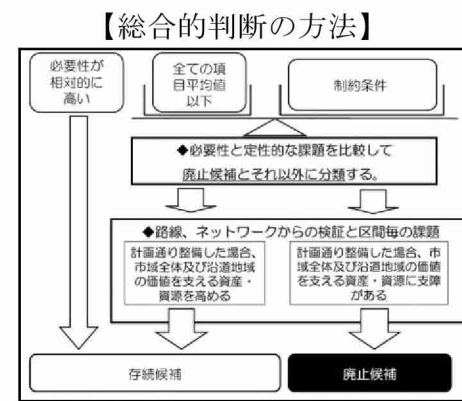 【総合的判断の方法】
必要性が
相対的に
高い
全ての項
目平均値
以下
制約条件
◆必要性と定性的な課題を比較して
廃止候補とそれ以外に分類する。
◆路線、ネットワークからの検証と区間毎の課題
計画通り整備した場合、
市域全体及び沿道地域
の価値を支える資産・
資源を高める
計画通り整備した場合、市
域全体及び沿道地域の価値
を支える資産・資源に支障
がある
存続候補
廃止候補